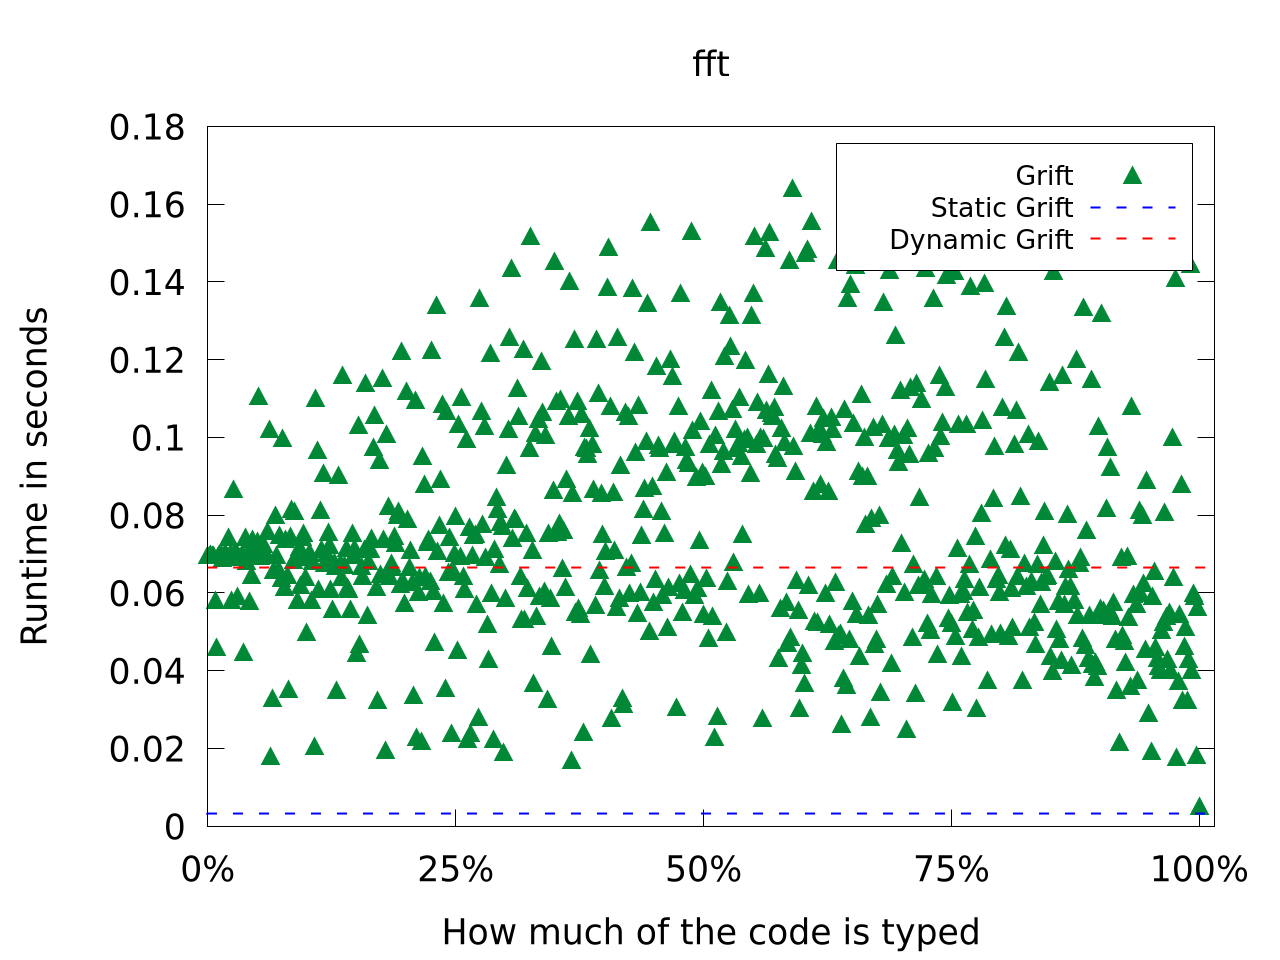 fft
0.18
0.16
0.14
0.12
0.1
0.08
0.06
0.04
0.02
0
Runtime in seconds
Grift
Static Grift
Dynamic Grift
0% 25% 50% 75% 100%
How much of the code is typed